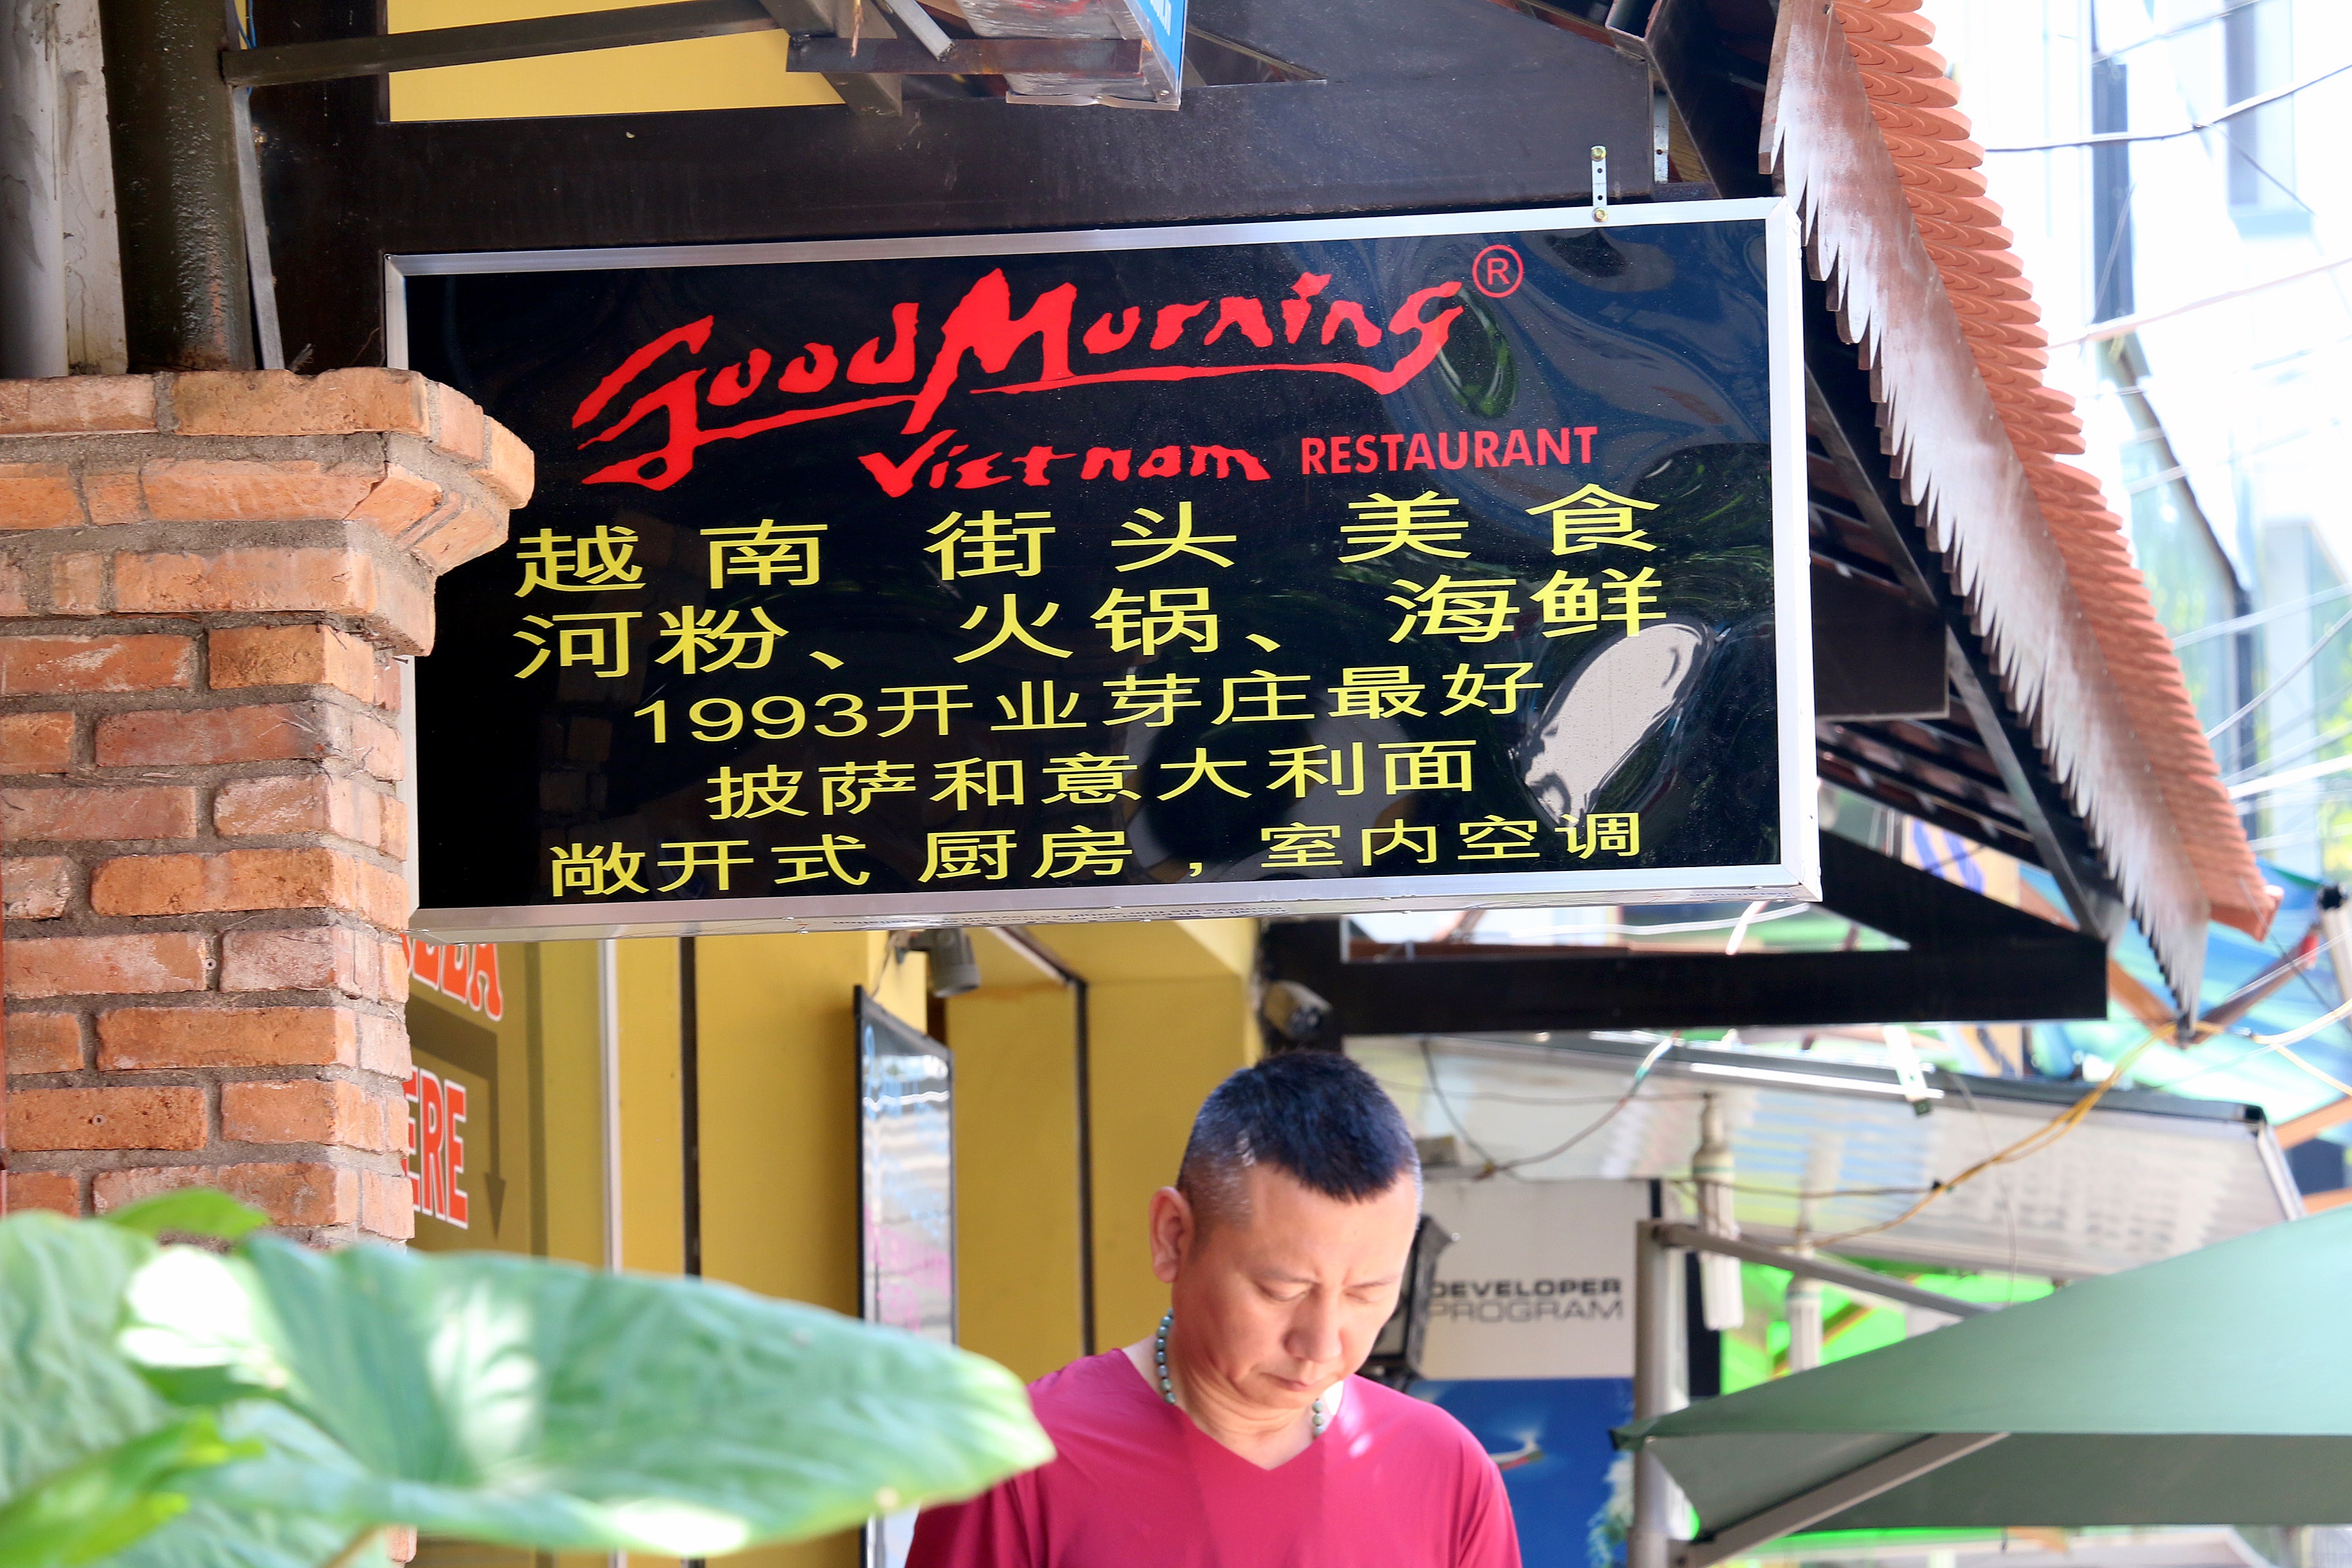 Good Morning ®
Vietnam RESTAURANT
越南 街头 美食
河粉、火锅、海鲜
1993开业芽庄最好
披萨和意大利面
敞开式 厨房，室内空调
ERE
DEVELOPER
PROGRAM